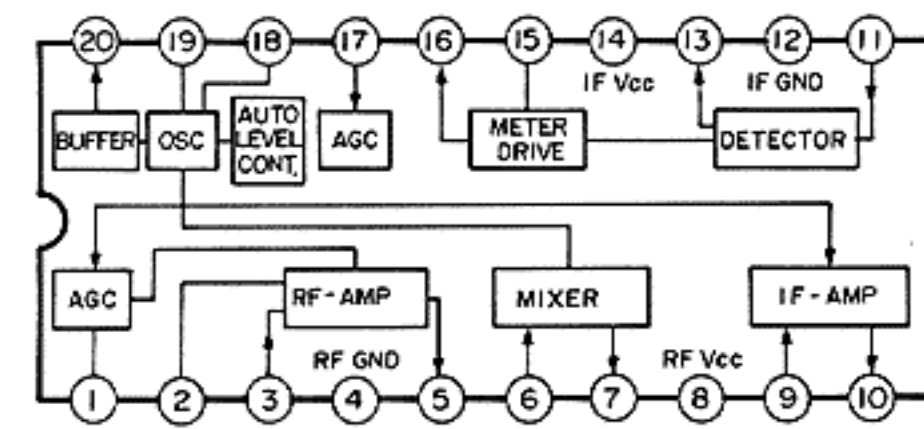 20 19 18 17 16 15 14 13 12 11
IF Vcc IF GND
BUFFER OSC AUTO
LEVEL
CONT. AGC METER
DRIVE DETECTOR
AGC RF-AMP MIXER IF-AMP
RF GND RF Vcc
1 2 3 4 5 6 7 8 9 10